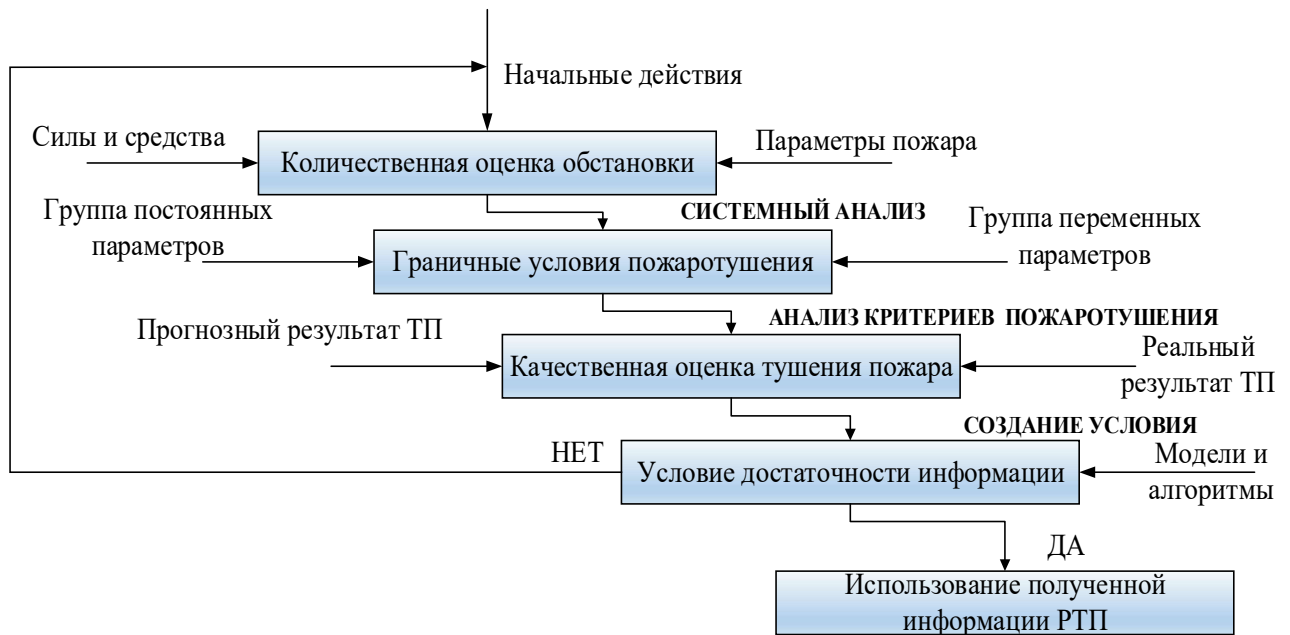 Начальные действия
Силы и средства
Параметры пожара
Количественная оценка обстановки
Группа постоянных
параметров
СИСТЕМНЫЙ АНАЛИЗ
Группа переменных
параметров
Граничные условия пожаротушения
Прогнозный результат ТП
АНАЛИЗ КРИТЕРИЕВ ПОЖАРОТУШЕНИЯ
Качественная оценка тушения пожара
Реальный
результат ТП
СОЗДАНИЕ УСЛОВИЯ
НЕТ
Условие достаточности информации
Модели и
алгоритмы
ДА
Использование полученной
информации РТП